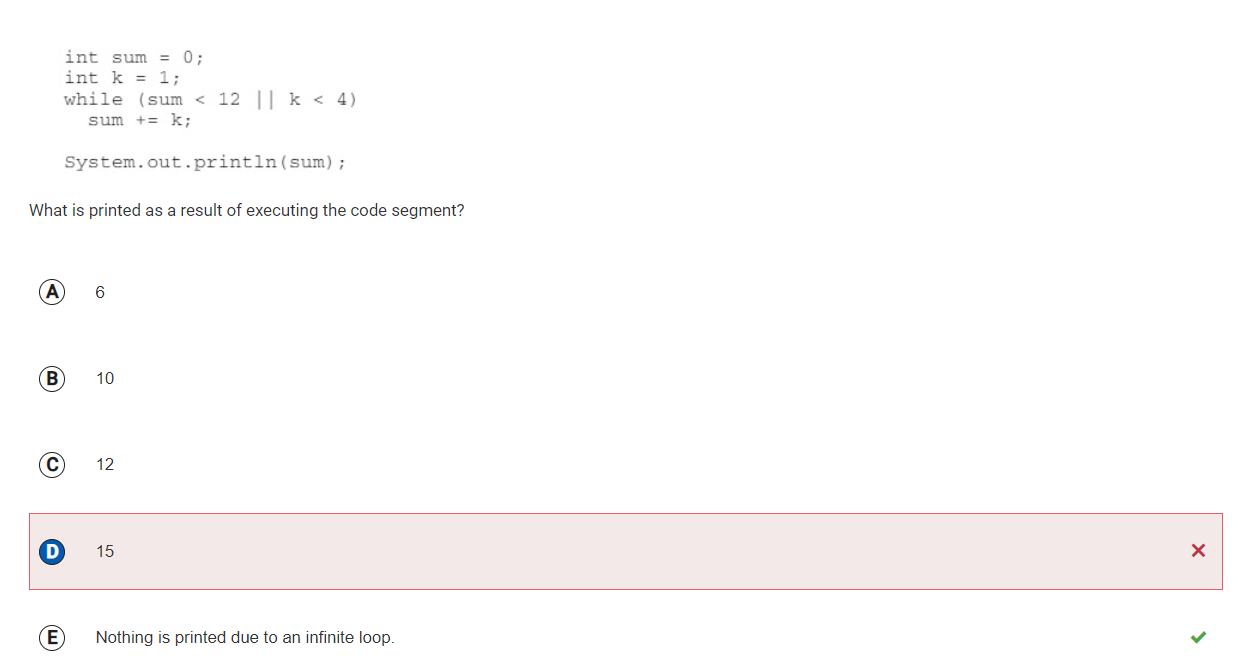 int sum = 0;
int k = 1;
while (sum < 12 || k < 4)
sum += k;
System.out.println(sum);
What is printed as a result of executing the code segment?
A 6
B 10
C 12
D 15
E Nothing is printed due to an infinite loop.